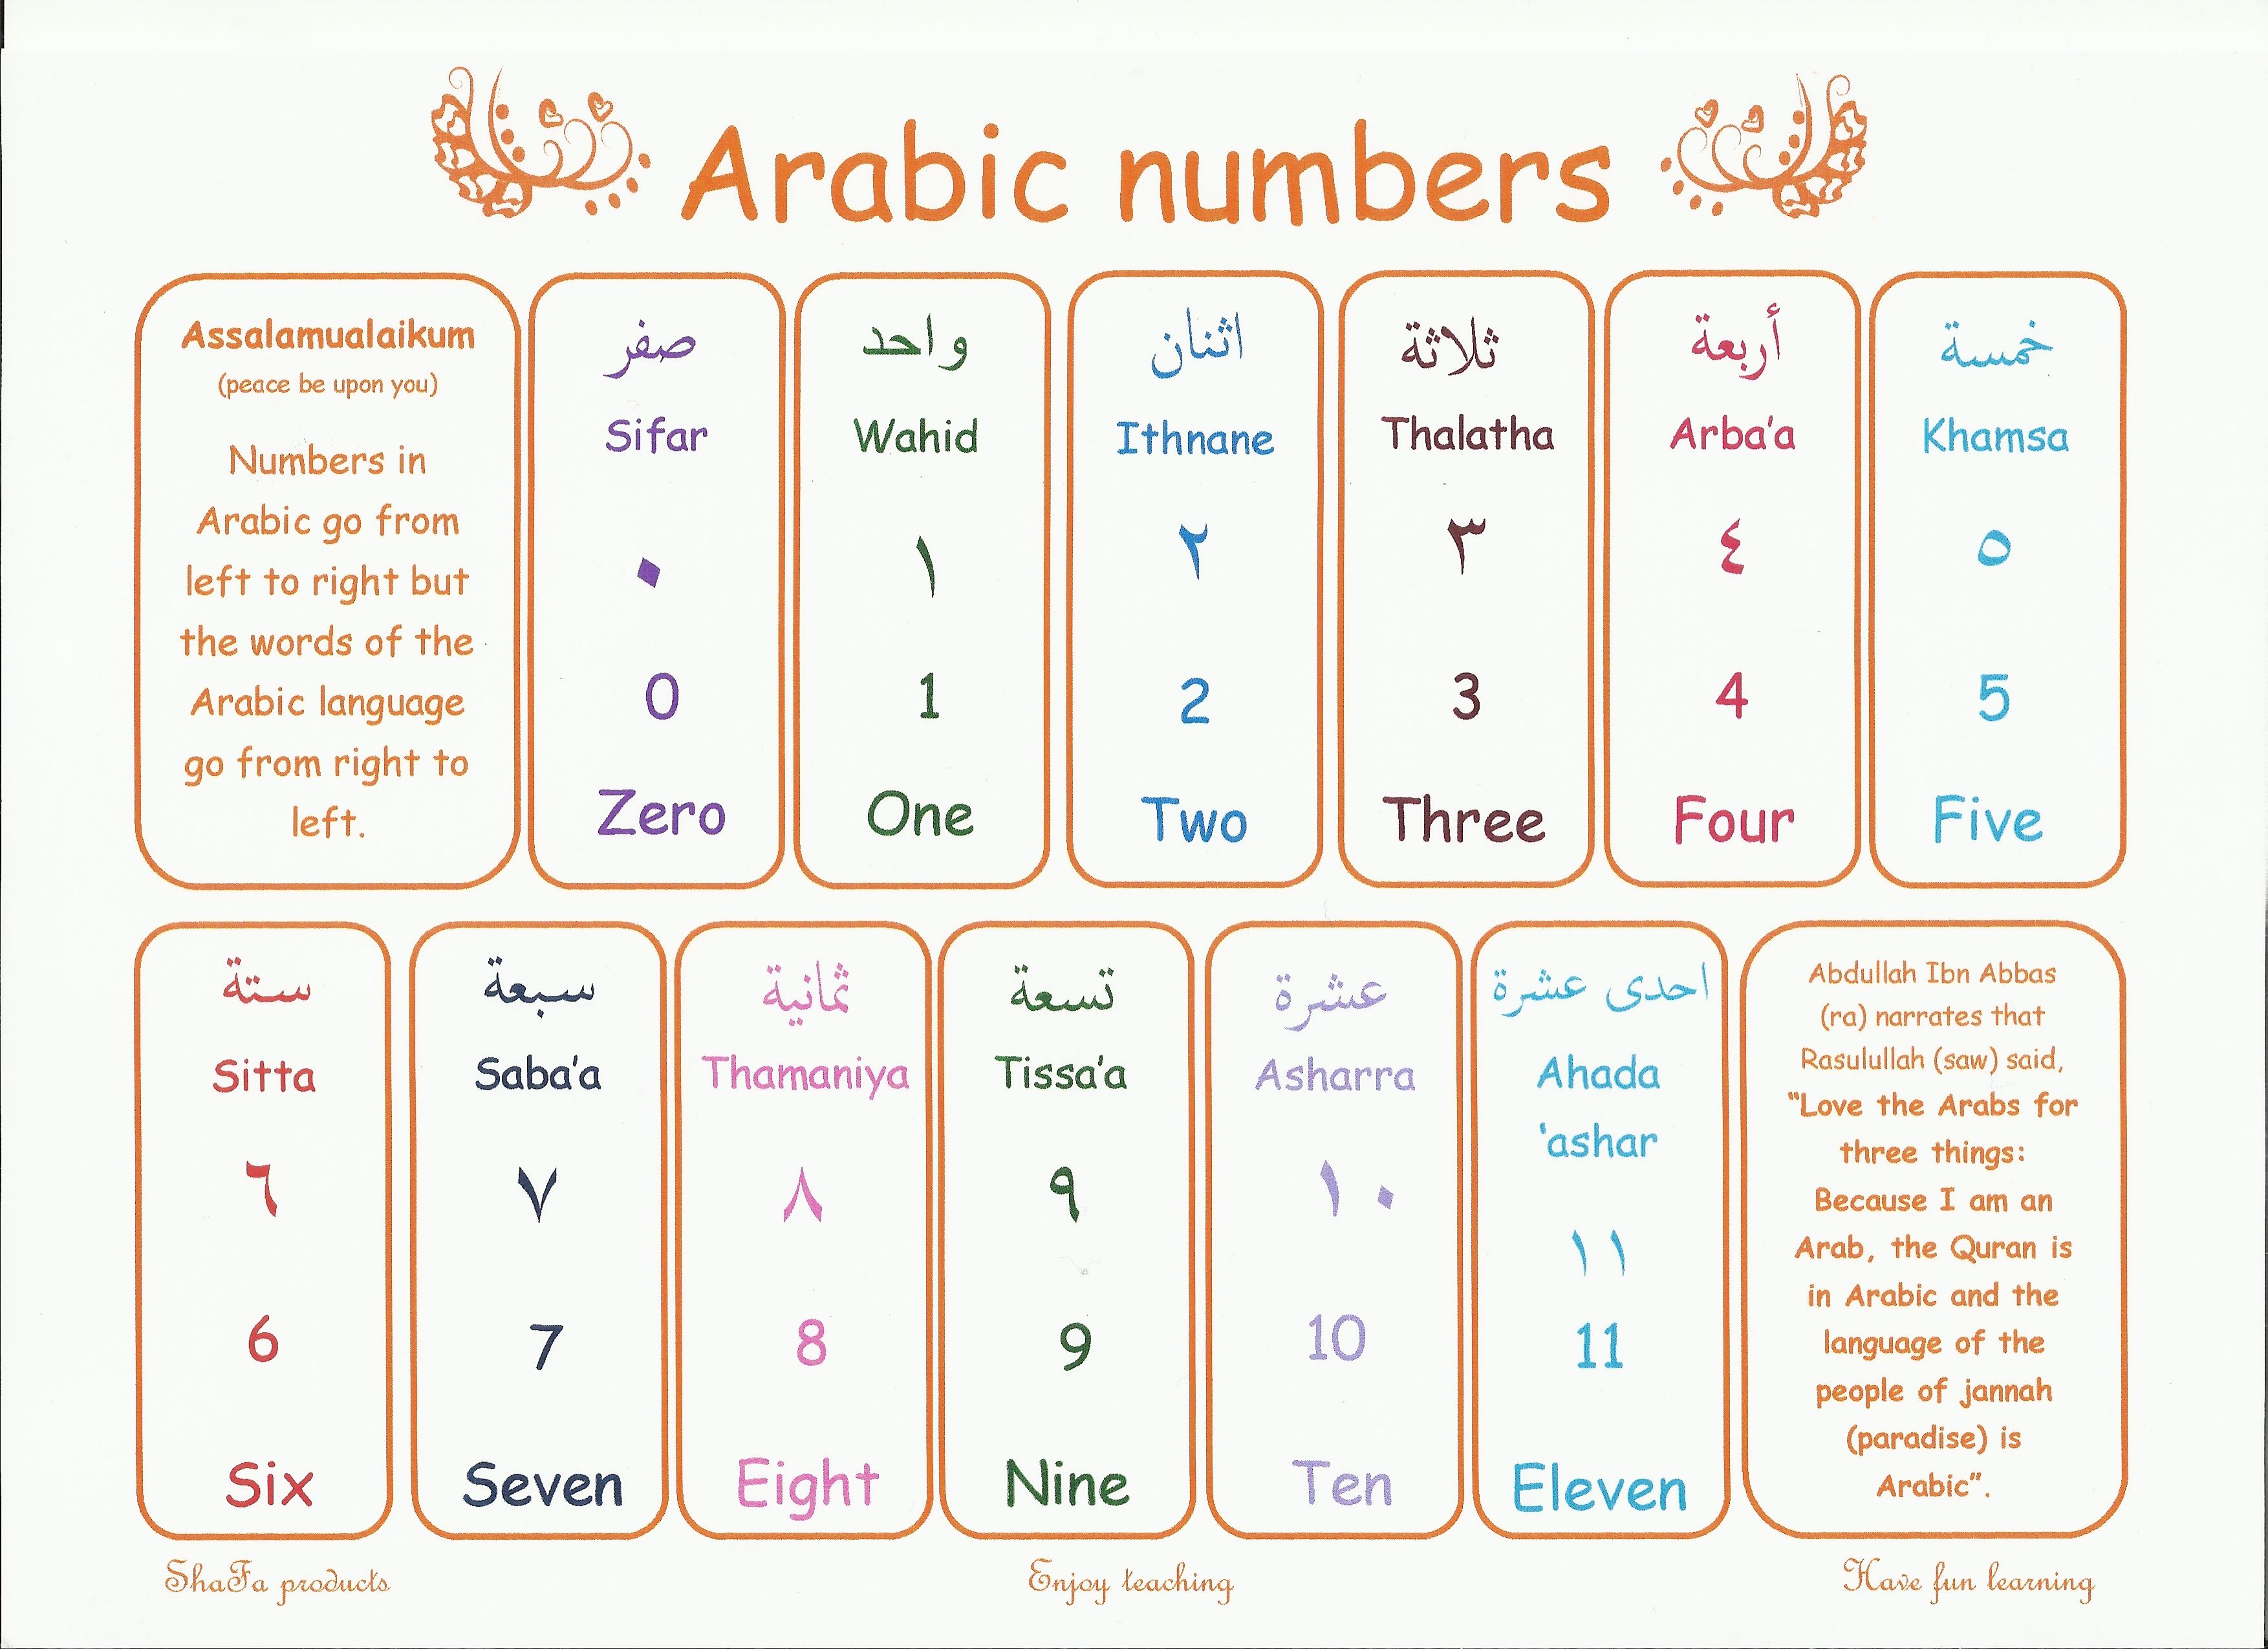 Arabic numbers
Assalamualaikum
(peace be upon you)
Numbers in
Arabic go from
left to right but
the words of the
Arabic language
go from right to
left.
صفر
Sifar
٠
0
Zero
واحد
Wahid
١
1
One
اثنان
Ithnane
٢
2
Two
ثلاثة
Thalatha
٣
3
Three
أربعة
Arba'a
٤
4
Four
خمسة
Khamsa
٥
5
Five
ستة
Sitta
٦
6
Six
سبعة
Saba'a
٧
7
Seven
ثمانية
Thamaniya
٨
8
Eight
تسعة
Tissa'a
٩
9
Nine
عشرة
Asharra
١٠
10
Ten
احدى عشرة
Ahada
'ashar
١١
11
Eleven
Abdullah Ibn Abbas
(ra) narrates that
Rasulullah (saw) said,
"Love the Arabs for
three things:
Because I am an
Arab, the Quran is
in Arabic and the
language of the
people of jannah
(paradise) is
Arabic".
ShaFa products
Enjoy teaching
Have fun learning